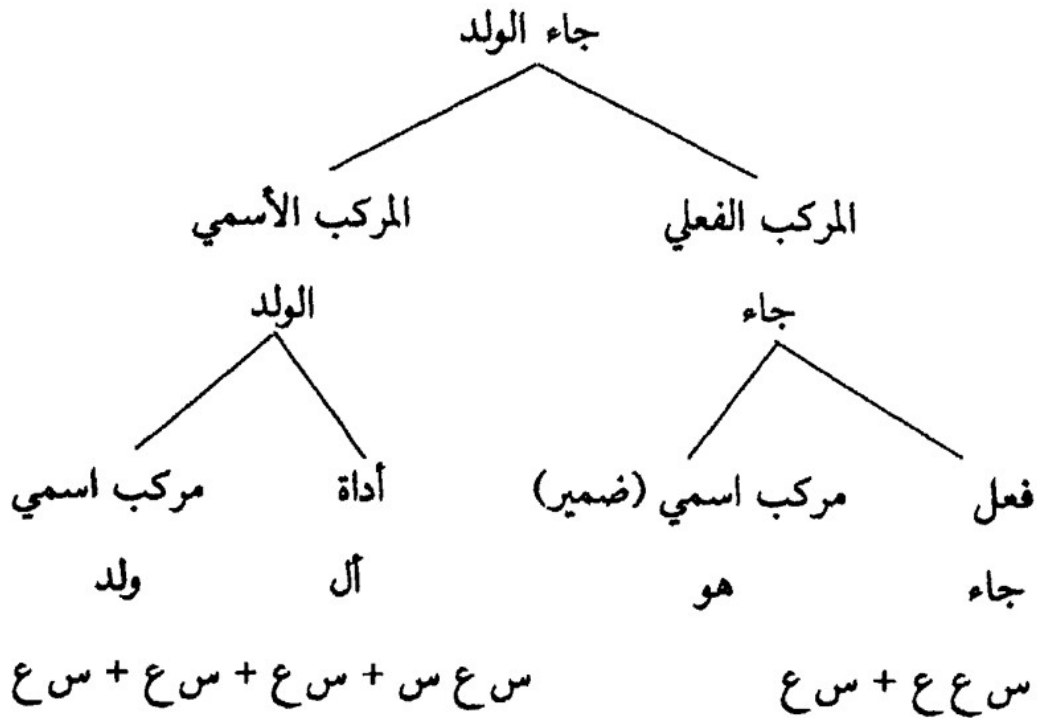 جاء الولد
المركب الفعلي المركب الأسمي
جاء الولد
فعل مركب اسمي (ضمير) أداة مركب اسمي
جاء هو أل ولد
س ع ع + س ع س ع س + س ع + س ع + س ع